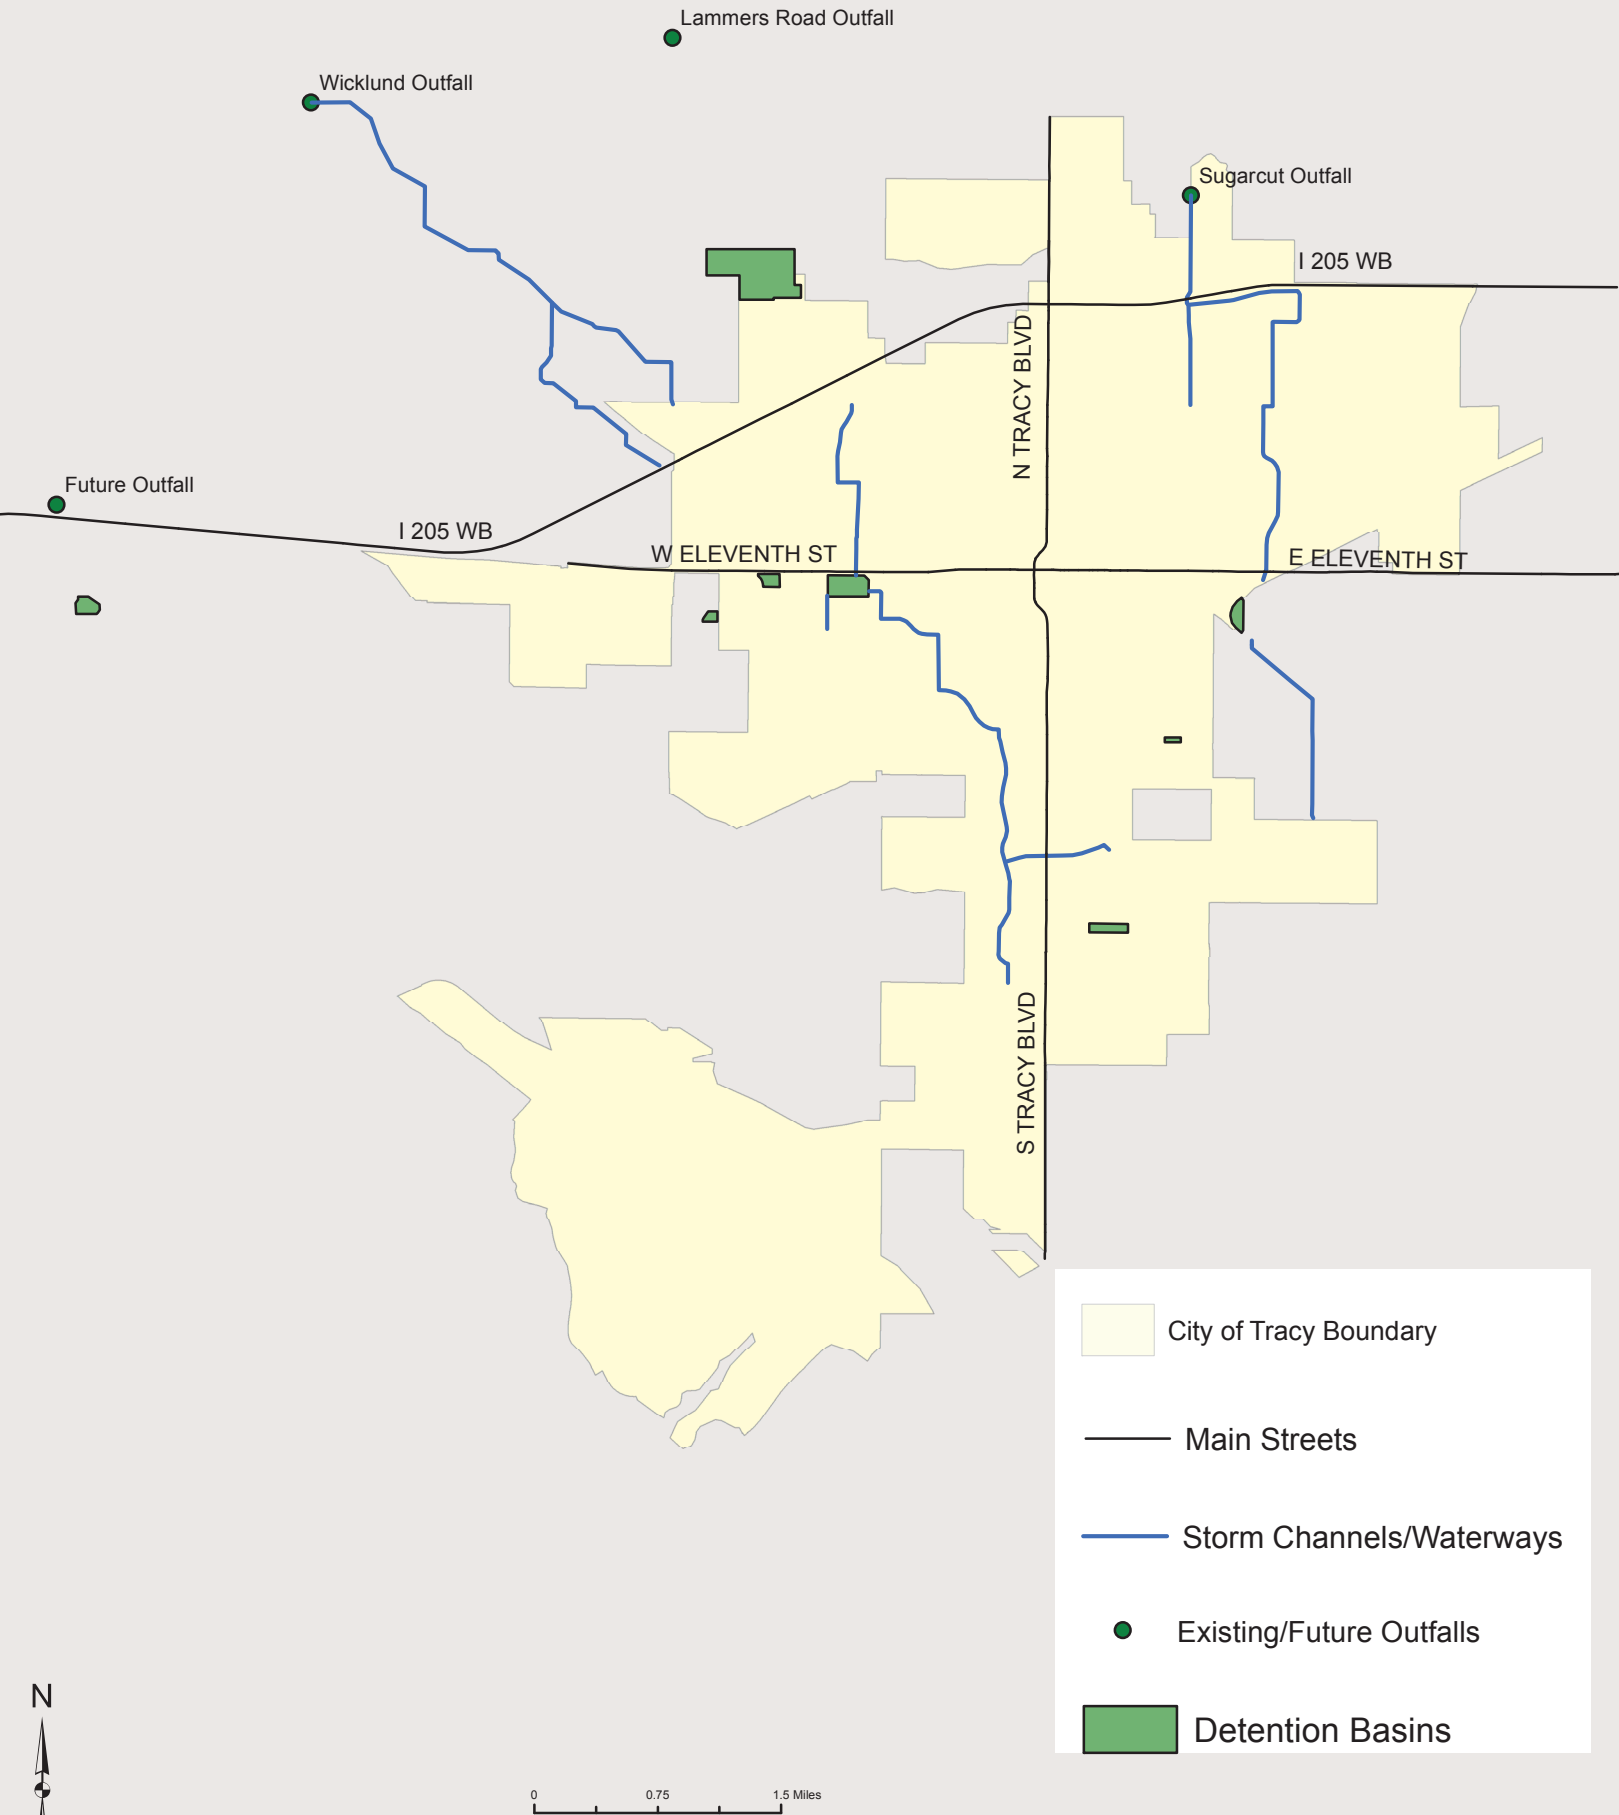 Lammers Road Outfall
Wicklund Outfall
Sugarcut Outfall
I 205 WB
N TRACY BLVD
Future Outfall
I 205 WB
W ELEVENTH ST
E ELEVENTH ST
S TRACY BLVD
City of Tracy Boundary
Main Streets
Storm Channels/Waterways
Existing/Future Outfalls
Detention Basins
N
0 0.75 1.5 Miles